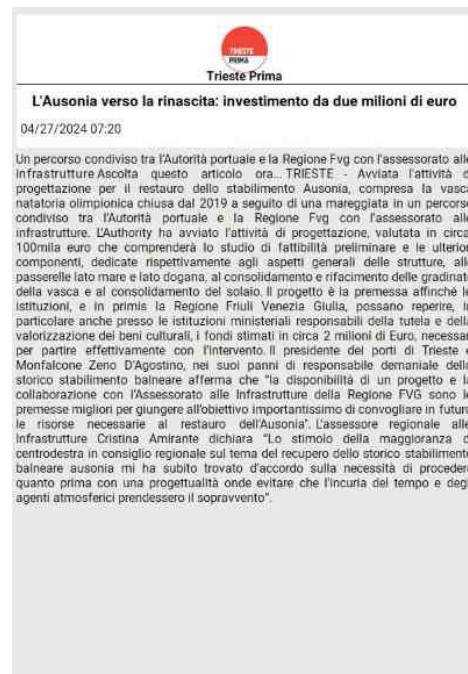 TRIESTE
PRIMA
Trieste Prima
L'Ausonia verso la rinascita: investimento da due milioni di euro
04/27/2024 07:20
Un percorso condiviso tra l'Autorità portuale e la Regione Fvg con l'assessorato alle
infrastrutture Ascolta questo articolo ora... TRIESTE - Avviata l'attività d
progettazione per il restauro dello stabilimento Ausonia, compresa la vasca
natatoria olimpionica chiusa dal 2019 a seguito di una mareggiata in un percorso
condiviso tra l'Autorità portuale e la Regione Fvg con l'assessorato alle
infrastrutture. L'Authority ha avviato l'attività di progettazione, valutata in circa
100mila euro che comprenderà lo studio di fattibilità preliminare e le ulterior
componenti, dedicate rispettivamente agli aspetti generali delle strutture, alle
passerelle lato mare e lato dogana, al consolidamento e rifacimento delle gradinate
della vasca e al consolidamento del solaio. Il progetto è la premessa affinché le
istituzioni, e in primis la Regione Friuli Venezia Giulia, possano reperire, i
particolare anche presso le istituzioni ministeriali responsabili della tutela e della
valorizzazione dei beni culturali, i fondi stimati in circa 2 milioni di Euro, necessar
per partire effettivamente con l'intervento. Il presidente dei porti di Trieste e
Monfalcone Zeno D'Agostino, nei suoi panni di responsabile demaniale dello
storico stabilimento balneare afferma che "la disponibilità di un progetto e la
collaborazione con l'Assessorato alle Infrastrutture della Regione FVG sono le
premesse migliori per giungere all'obiettivo importantissimo di convogliare in futuro
le risorse necessarie al restauro dell'Ausonia". L'assessore regionale alle
Infrastrutture Cristina Amirante dichiara "Lo stimolo della maggioranza d
centrodestra in consiglio regionale sul tema del recupero dello storico stabilimento
balneare ausonia mi ha subito trovato d'accordo sulla necessità di procedere
quanto prima con una progettualità onde evitare che l'incuria del tempo e degl
agenti atmosferici prendessero il sopravvento".